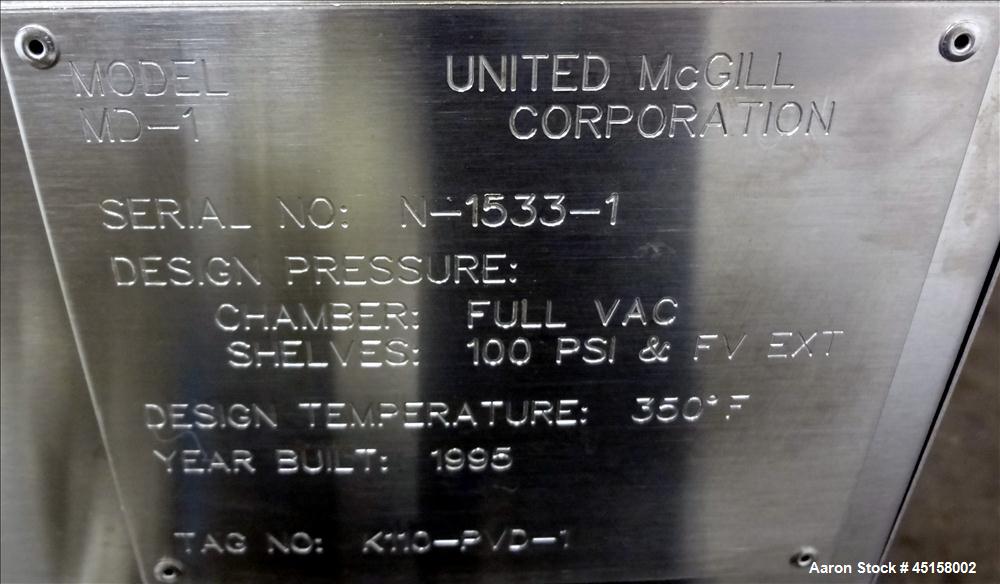 MODEL
MD-1
UNITED McGILL
CORPORATION
SERIAL NO: N-1533-1
DESIGN PRESSURE:
CHAMBER: FULL VAC
SHELVES: 100 PSI & FV EXT
DESIGN TEMPERATURE: 350°F
YEAR BUILT: 1995
TAG NO: K110-PVD-1
Aaron Stock # 45158002